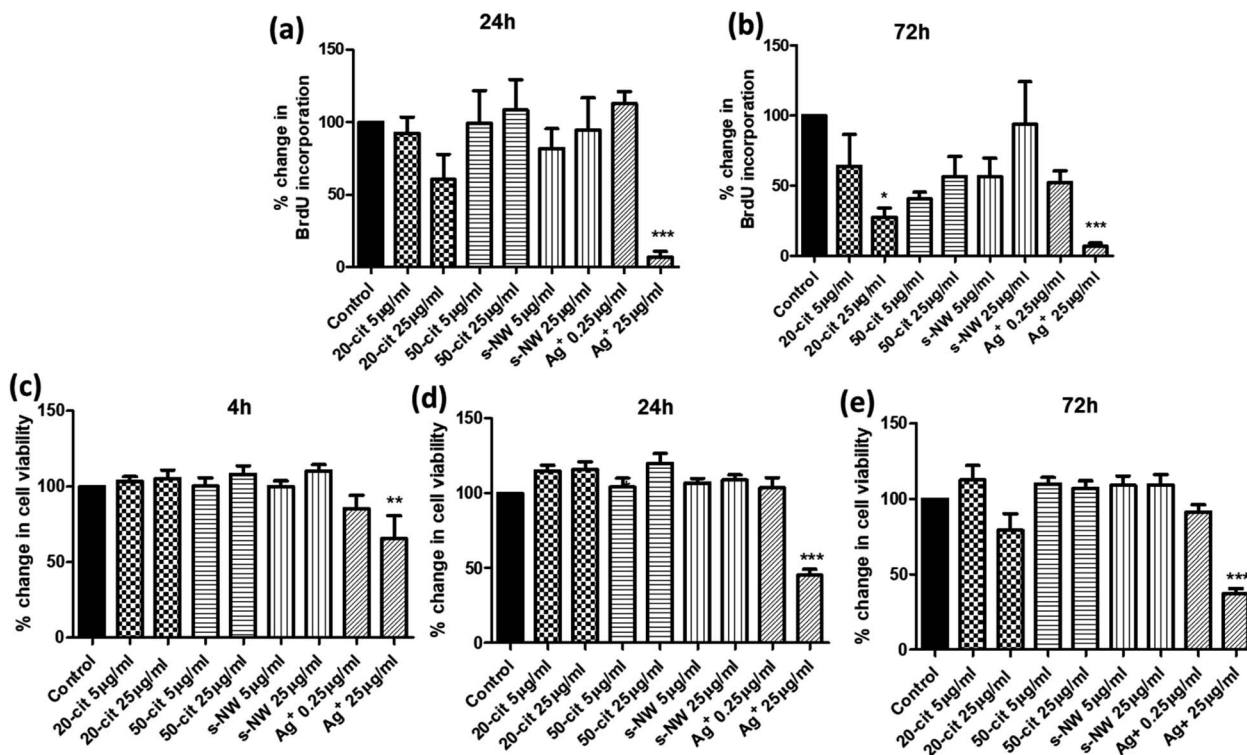 (a)
24h
% change in
BrdU incorporation
150
100
50
0
Control
20-cit 5µg/ml
20-cit 25µg/ml
50-cit 5µg/ml
50-cit 25µg/ml
s-NW 5µg/ml
s-NW 25µg/ml
Ag⁺ 0.25µg/ml
Ag⁺ 25µg/ml
***
(b)
72h
% change in
BrdU incorporation
150
100
50
0
*
***
Control
20-cit 5µg/ml
20-cit 25µg/ml
50-cit 5µg/ml
50-cit 25µg/ml
s-NW 5µg/ml
s-NW 25µg/ml
Ag⁺ 0.25µg/ml
Ag⁺ 25µg/ml
(c)
4h
% change in cell viability
150
100
50
0
**
Control
20-cit 5µg/ml
20-cit 25µg/ml
50-cit 5µg/ml
50-cit 25µg/ml
s-NW 5µg/ml
s-NW 25µg/ml
Ag⁺ 0.25µg/ml
Ag⁺ 25µg/ml
(d)
24h
% change in cell viability
150
100
50
0
***
Control
20-cit 5µg/ml
20-cit 25µg/ml
50-cit 5µg/ml
50-cit 25µg/ml
s-NW 5µg/ml
s-NW 25µg/ml
Ag⁺ 0.25µg/ml
Ag⁺ 25µg/ml
(e)
72h
% change in cell viability
150
100
50
0
***
Control
20-cit 5µg/ml
20-cit 25µg/ml
50-cit 5µg/ml
50-cit 25µg/ml
s-NW 5µg/ml
s-NW 25µg/ml
Ag+ 0.25µg/ml
Ag+ 25µg/ml